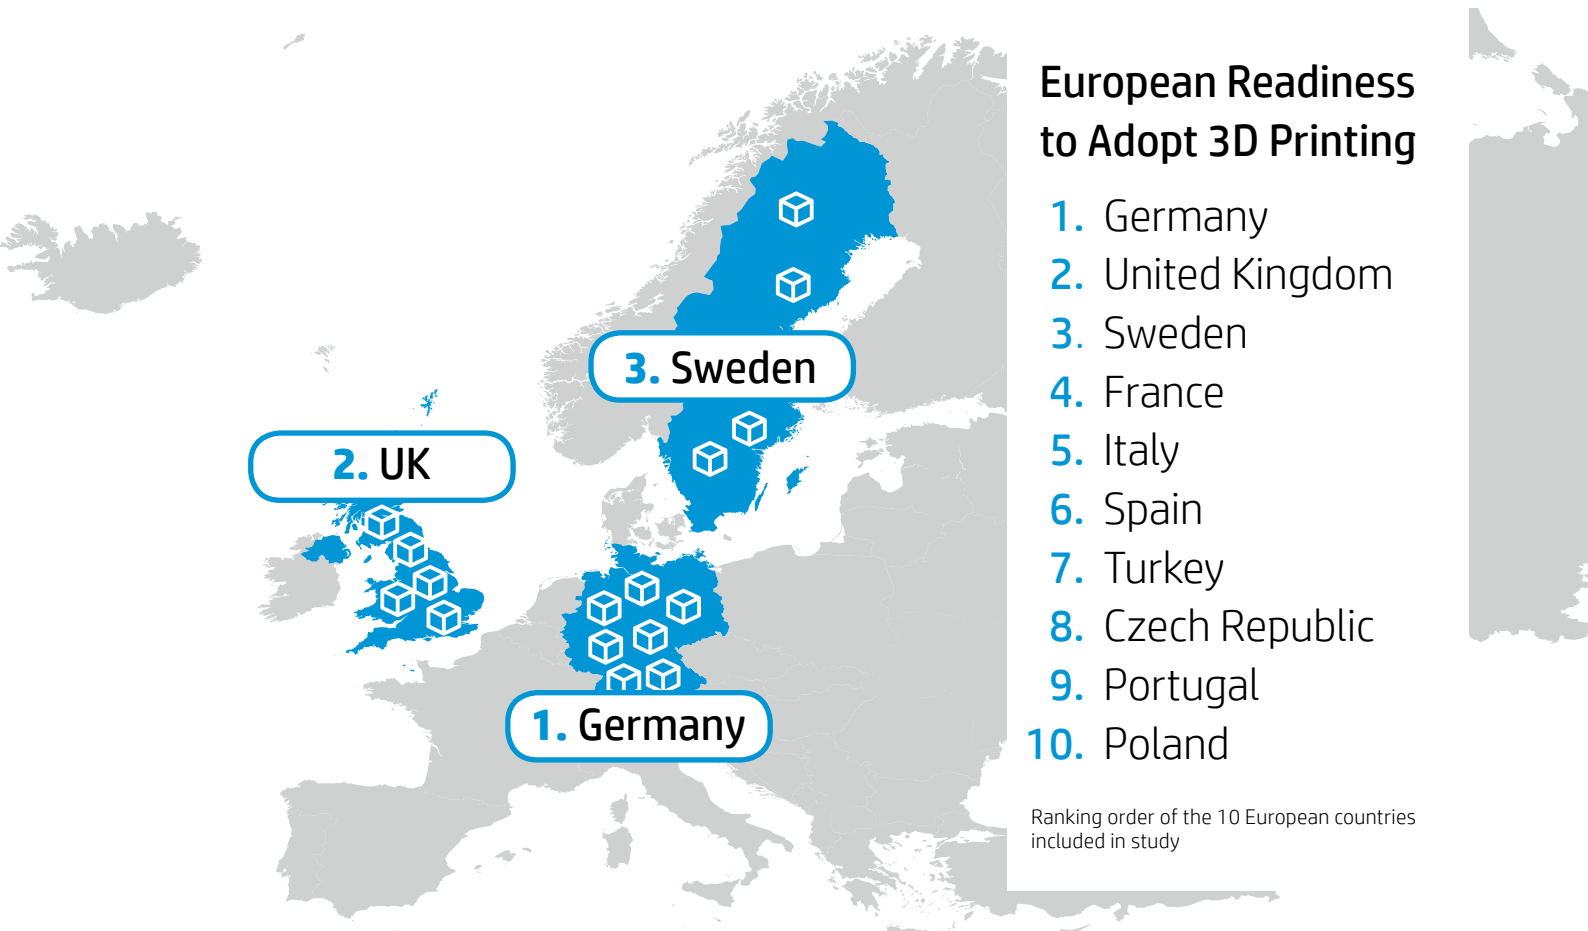 European Readiness
to Adopt 3D Printing
1. Germany
2. United Kingdom
3. Sweden
4. France
5. Italy
6. Spain
7. Turkey
8. Czech Republic
9. Portugal
10. Poland
Ranking order of the 10 European countries
included in study
3. Sweden
2. UK
1. Germany